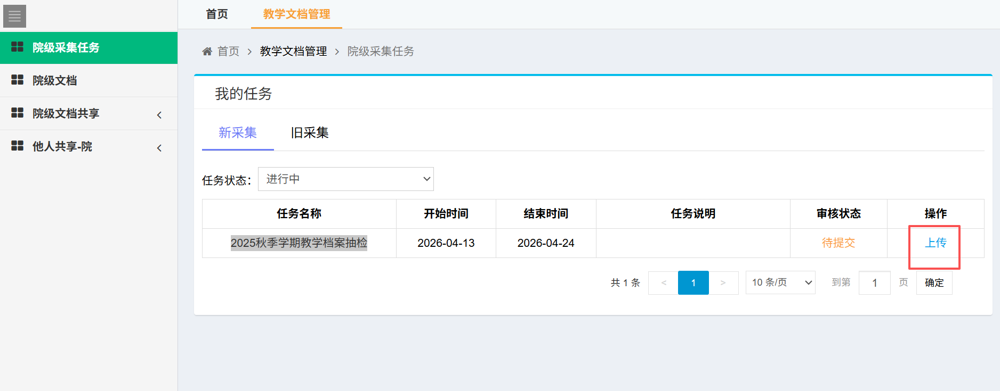 首页 教学文档管理
院级采集任务
院级文档
院级文档共享
他人共享-院
首页 > 教学文档管理 > 院级采集任务
我的任务
新采集 旧采集
任务状态： 进行中
任务名称 开始时间 结束时间 任务说明 审核状态 操作
2025秋季学期教学档案抽检 2026-04-13 2026-04-24 待提交 上传
共 1 条 < 1 > 10 条/页 到第 1 页 确定